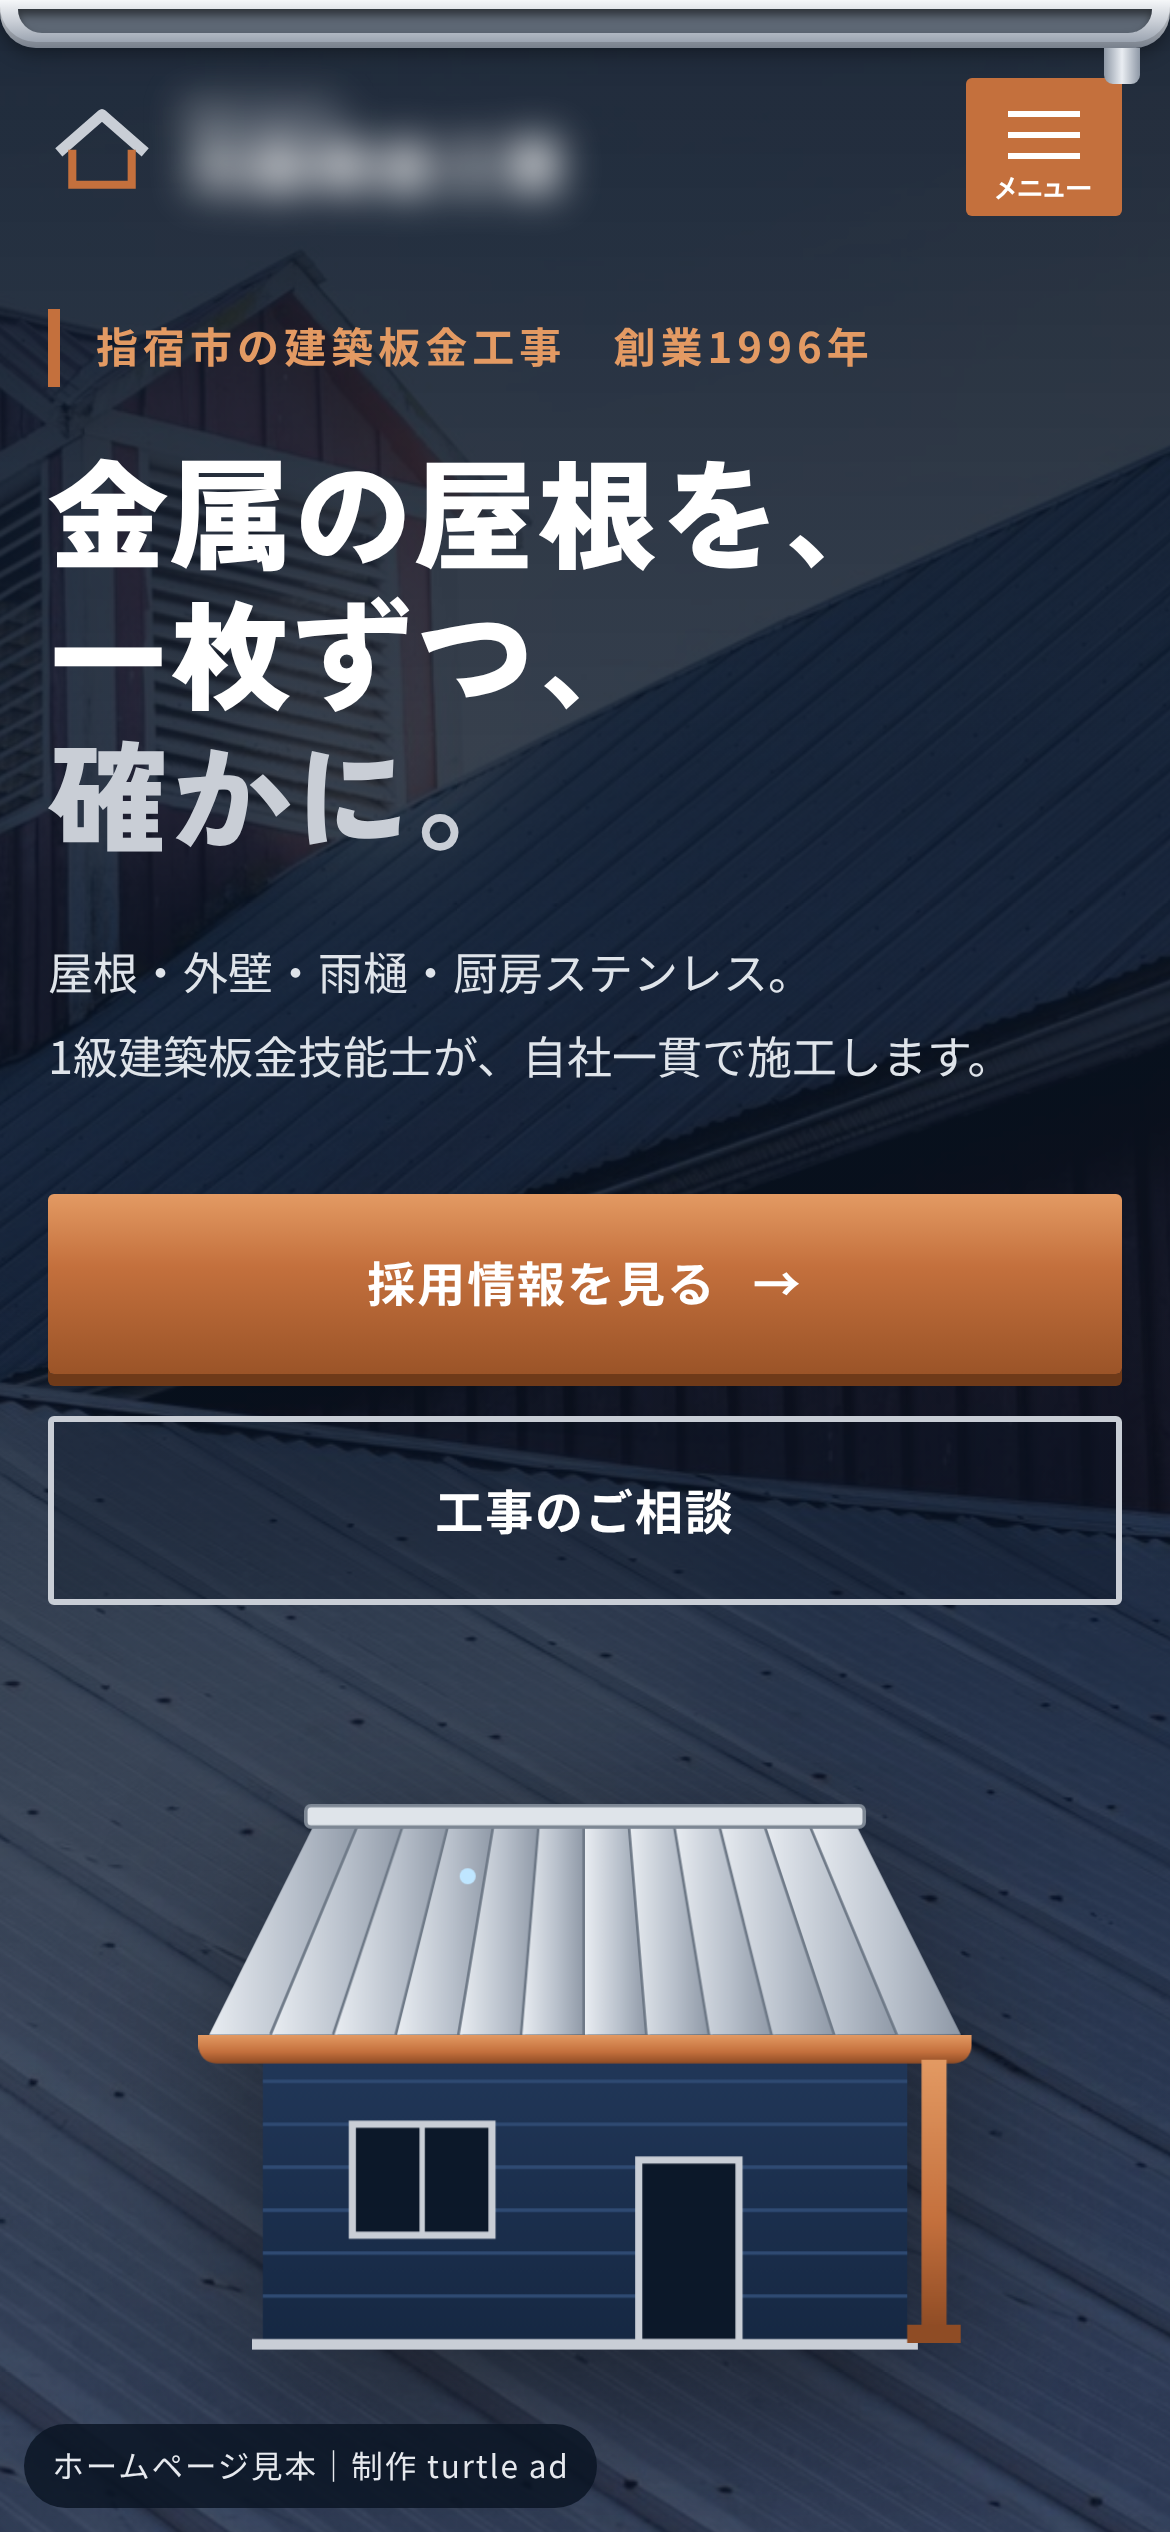 メニュー
指宿市の建築板金工事　創業1996年
金属の屋根を、
一枚ずつ、
確かに。
屋根・外壁・雨樋・厨房ステンレス。
1級建築板金技能士が、自社一貫で施工します。
採用情報を見る →
工事のご相談
ホームページ見本｜制作 turtle ad